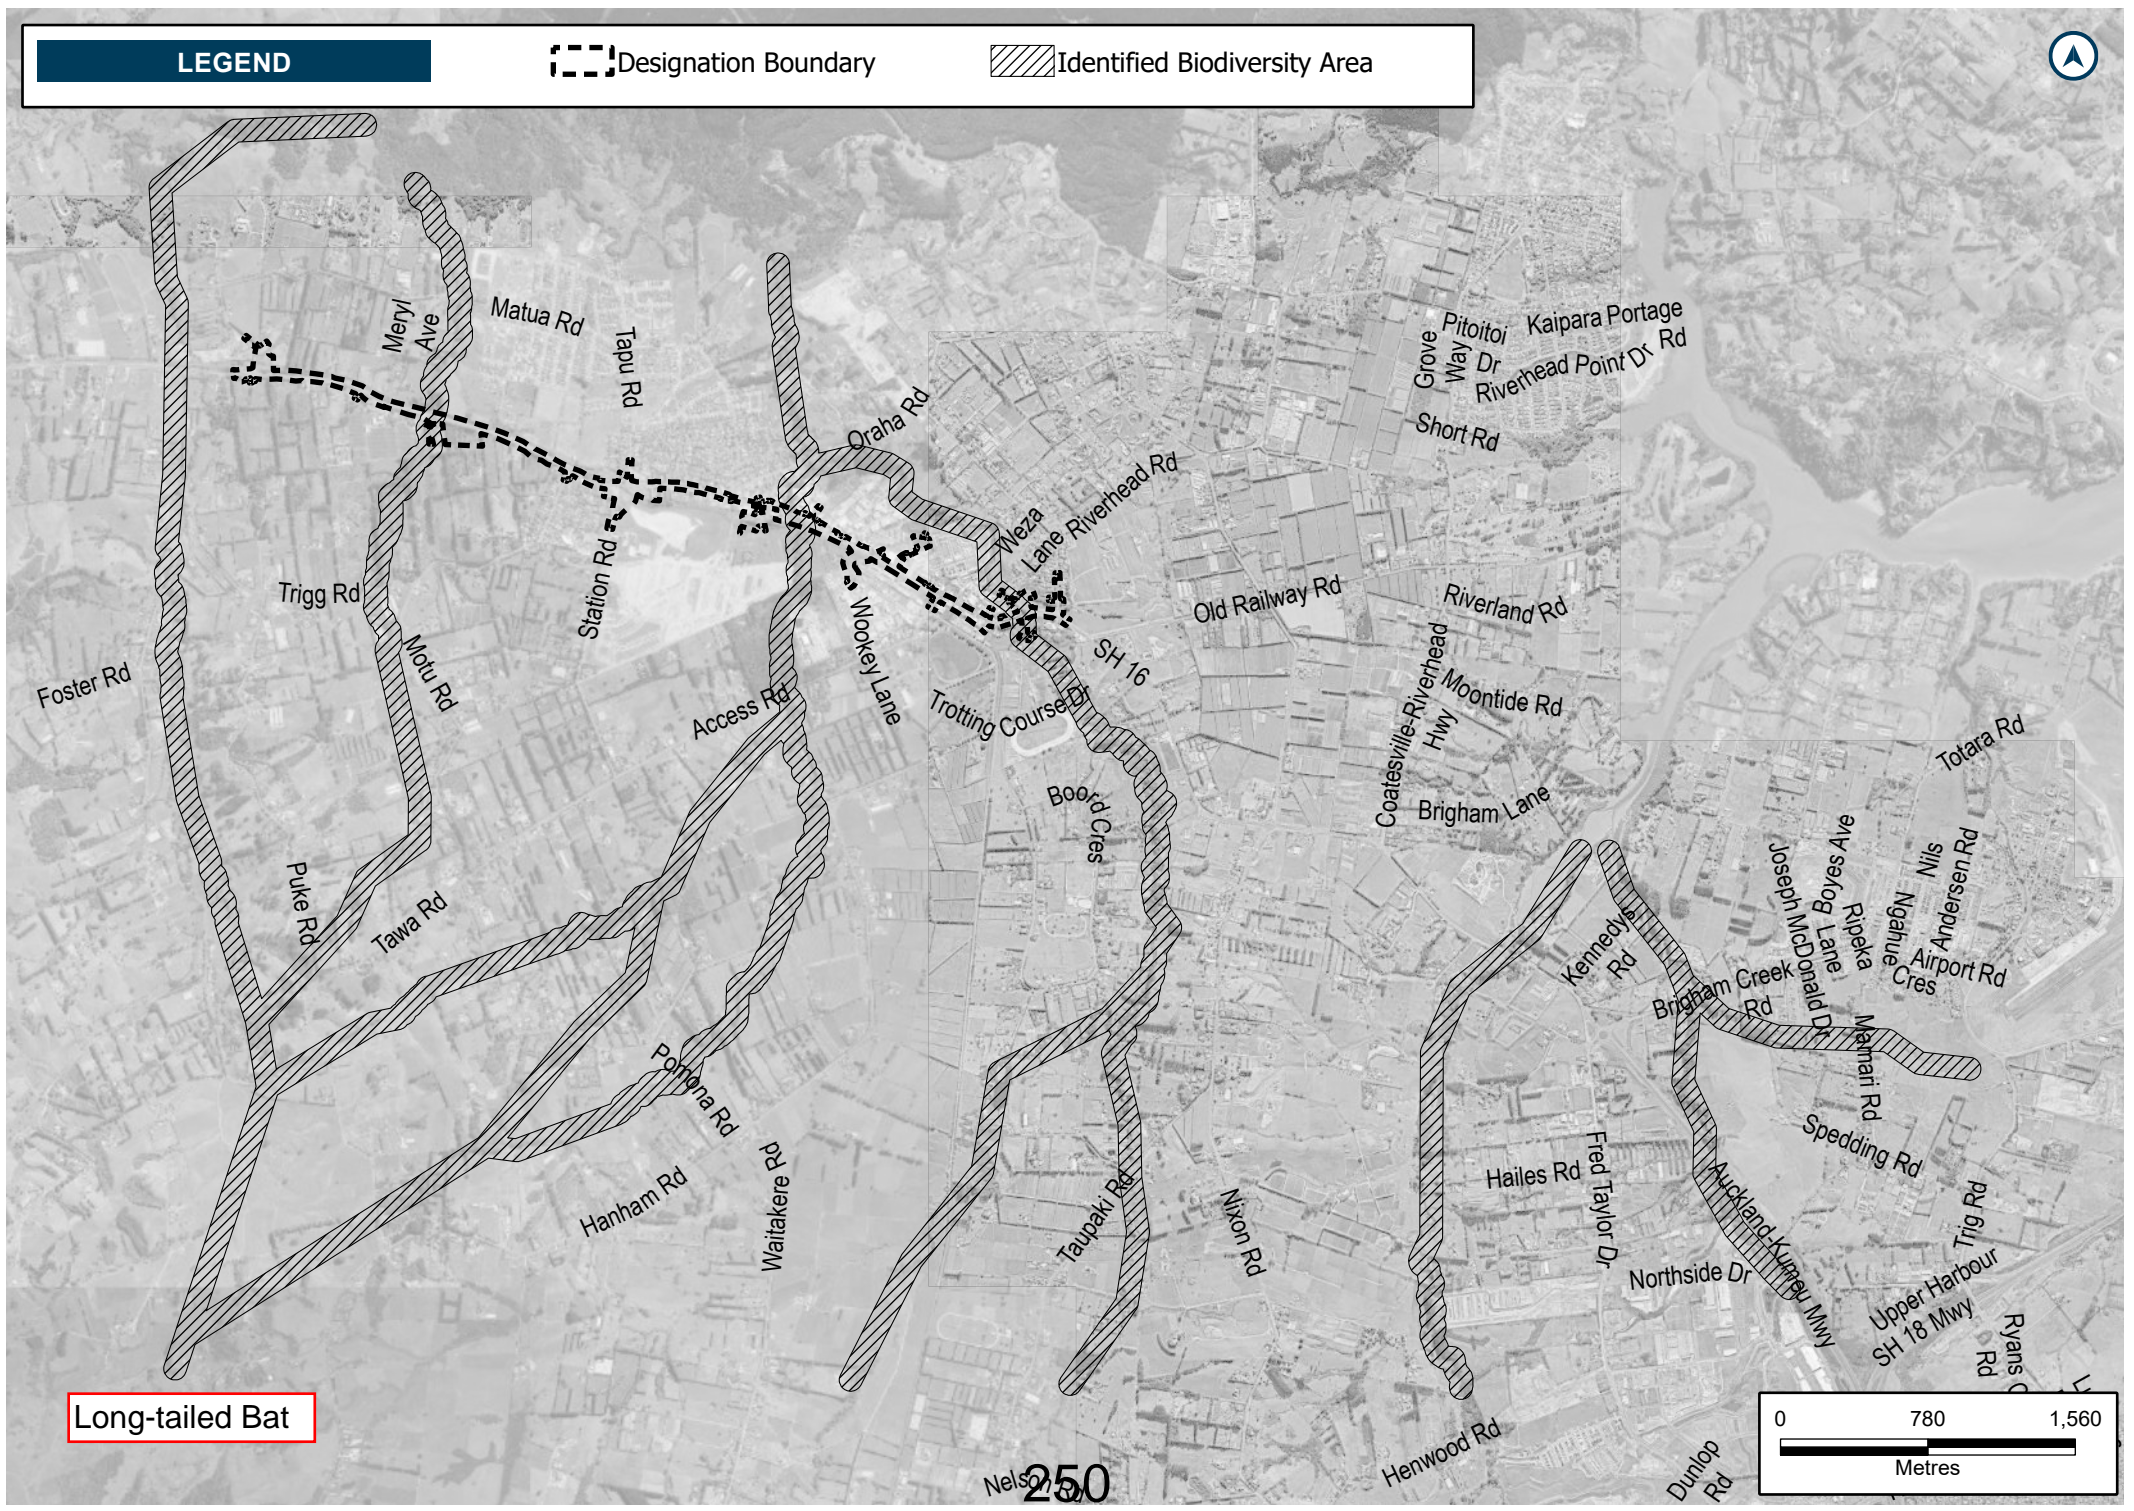 LEGEND
Designation Boundary
Identified Biodiversity Area
Meryl
Ave
Matua Rd
Tapu Rd
Oraha Rd
Grove
Way
Pitoitoi
Dr
Kaipara Portage
Rd
Riverhead Point Dr
Short Rd
Weza
Lane
Riverhead Rd
Trigg Rd
Station Rd
Old Railway Rd
Riverland Rd
Foster Rd
Motu Rd
Access Rd
Wookey Lane
Trotting Course Dr
SH 16
Coatesville-Riverhead
Hwy
Moontide Rd
Totara Rd
Boord Cres
Brigham Lane
Puke Rd
Tawa Rd
Kennedys
Rd
Joseph McDonald Dr
Boyes Ave
Ripeka
Lane
Nils
Andersen Rd
Ngahue
Cres
Airport Rd
Brigham Creek
Rd
Mamari Rd
Pomona Rd
Waitakere Rd
Hanham Rd
Taupaki Rd
Nixon Rd
Hailes Rd
Fred Taylor Dr
Northside Dr
Auckland-Kumeu Mwy
Spedding Rd
Trig Rd
Upper Harbour
SH 18 Mwy
Ryans
Rd
Long-tailed Bat
Henwood Rd
Dunlop
Rd
Nelson Rd
250
0 780 1,560
Metres